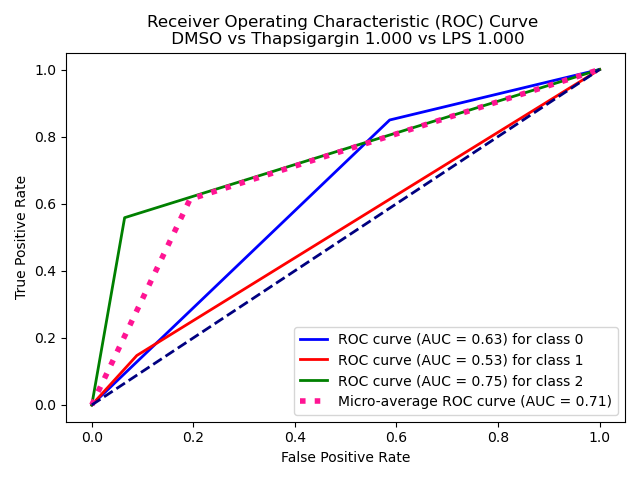 Receiver Operating Characteristic (ROC) Curve
DMSO vs Thapsigargin 1.000 vs LPS 1.000
True Positive Rate
1.0
0.8
0.6
0.4
0.2
0.0
ROC curve (AUC = 0.63) for class 0
ROC curve (AUC = 0.53) for class 1
ROC curve (AUC = 0.75) for class 2
Micro-average ROC curve (AUC = 0.71)
0.0 0.2 0.4 0.6 0.8 1.0
False Positive Rate